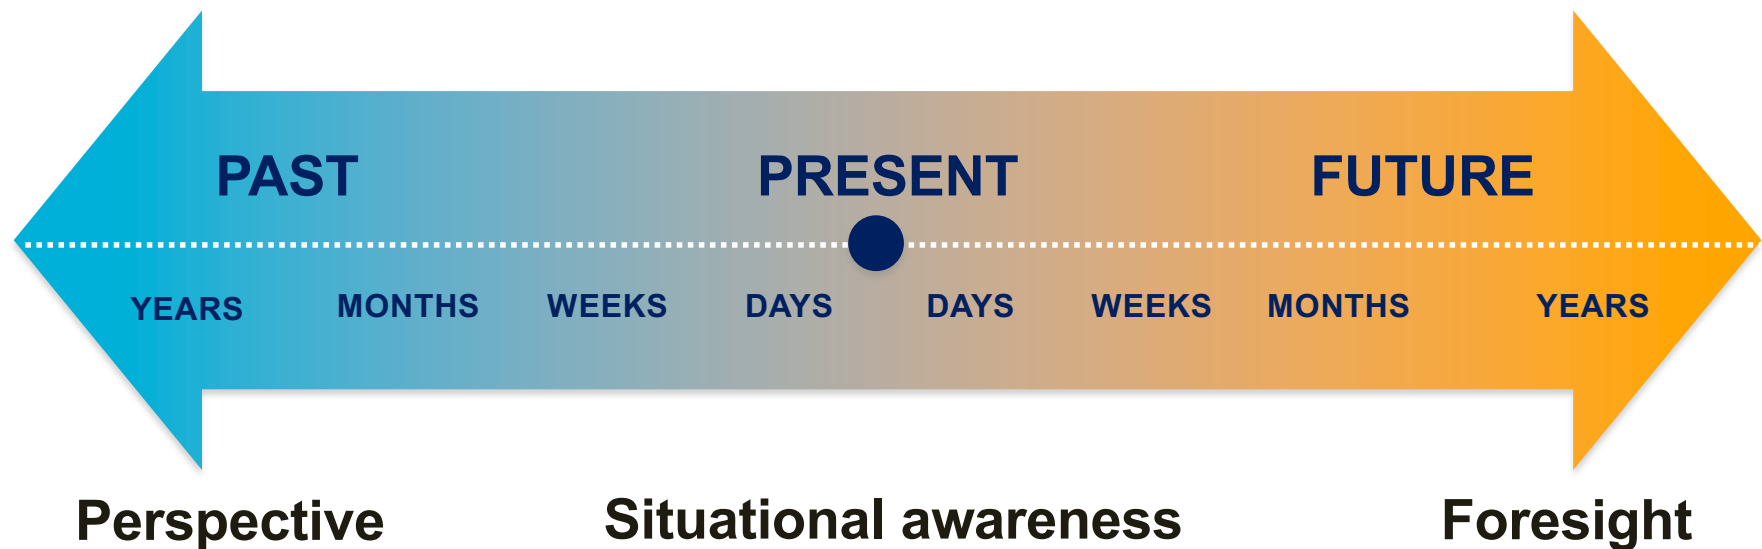 PAST PRESENT FUTURE
YEARS MONTHS WEEKS DAYS DAYS WEEKS MONTHS YEARS
Perspective Situational awareness Foresight